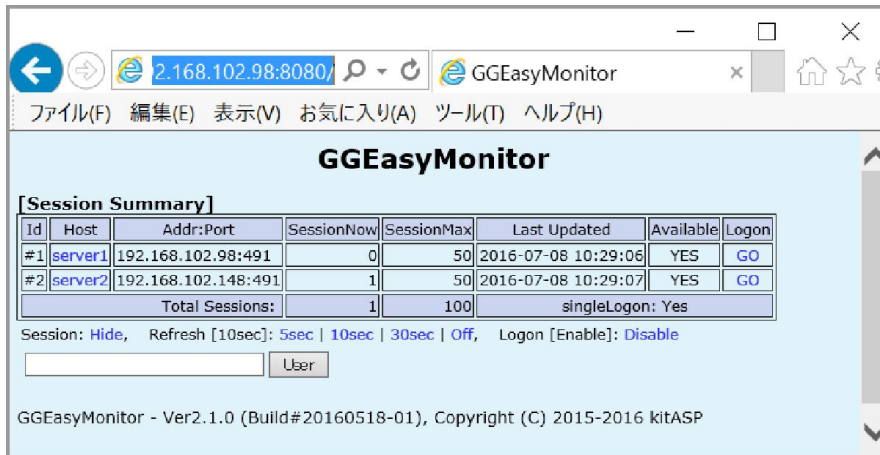 2.168.102.98:8080/ GGEasyMonitor
ファイル(F) 編集(E) 表示(V) お気に入り(A) ツール(T) ヘルプ(H)
GGEasyMonitor
[Session Summary]
Id Host Addr:Port SessionNow SessionMax Last Updated Available Logon
#1 server1 192.168.102.98:491 0 50 2016-07-08 10:29:06 YES GO
#2 server2 192.168.102.148:491 1 50 2016-07-08 10:29:07 YES GO
Total Sessions: 1 100 singleLogon: Yes
Session: Hide, Refresh [10sec]: 5sec | 10sec | 30sec | Off, Logon [Enable]: Disable
User
GGEasyMonitor - Ver2.1.0 (Build#20160518-01), Copyright (C) 2015-2016 kitASP